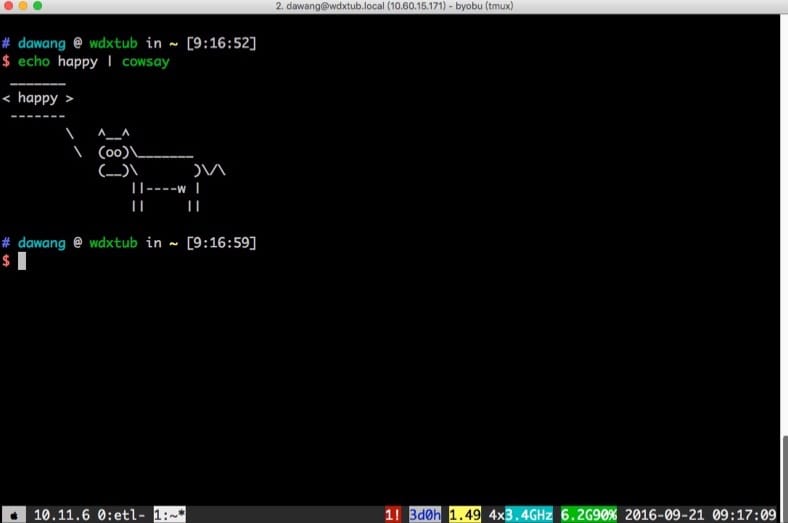 2. dawang@wdxtub.local (10.60.15.171) - byobu (tmux)
# dawang @ wdxtub in ~ [9:16:52]
$ echo happy | cowsay
 _______
< happy >
 -------
        \   ^__^
         \  (oo)\_______
            (__)\       )\/\
                ||----w |
                ||     ||
# dawang @ wdxtub in ~ [9:16:59]
$
10.11.6 0:etl- 1:~* 1! 3d0h 1.49 4x3.4GHz 6.2G90% 2016-09-21 09:17:09